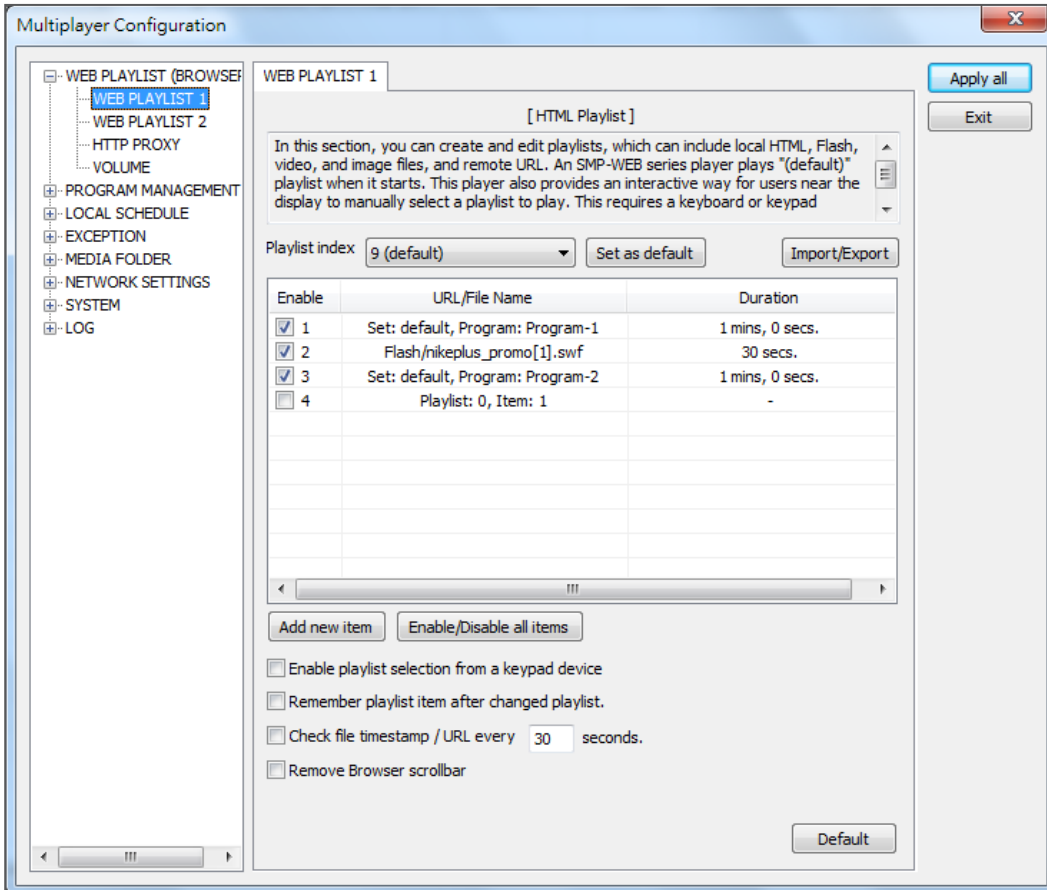 Multiplayer Configuration
x
WEB PLAYLIST (BROWSER
WEB PLAYLIST 1
WEB PLAYLIST 2
HTTP PROXY
VOLUME
PROGRAM MANAGEMENT
LOCAL SCHEDULE
EXCEPTION
MEDIA FOLDER
NETWORK SETTINGS
SYSTEM
LOG
WEB PLAYLIST 1
[ HTML Playlist ]
In this section, you can create and edit playlists, which can include local HTML, Flash,
video, and image files, and remote URL. An SMP-WEB series player plays "(default)"
playlist when it starts. This player also provides an interactive way for users near the
display to manually select a playlist to play. This requires a keyboard or keypad
Playlist index 9 (default) Set as default Import/Export
Enable URL/File Name Duration
1 Set: default, Program: Program-1 1 mins, 0 secs.
2 Flash/nikeplus_promo[1].swf 30 secs.
3 Set: default, Program: Program-2 1 mins, 0 secs.
4 Playlist: 0, Item: 1 -
Add new item Enable/Disable all items
Enable playlist selection from a keypad device
Remember playlist item after changed playlist.
Check file timestamp / URL every 30 seconds.
Remove Browser scrollbar
Default
Apply all
Exit